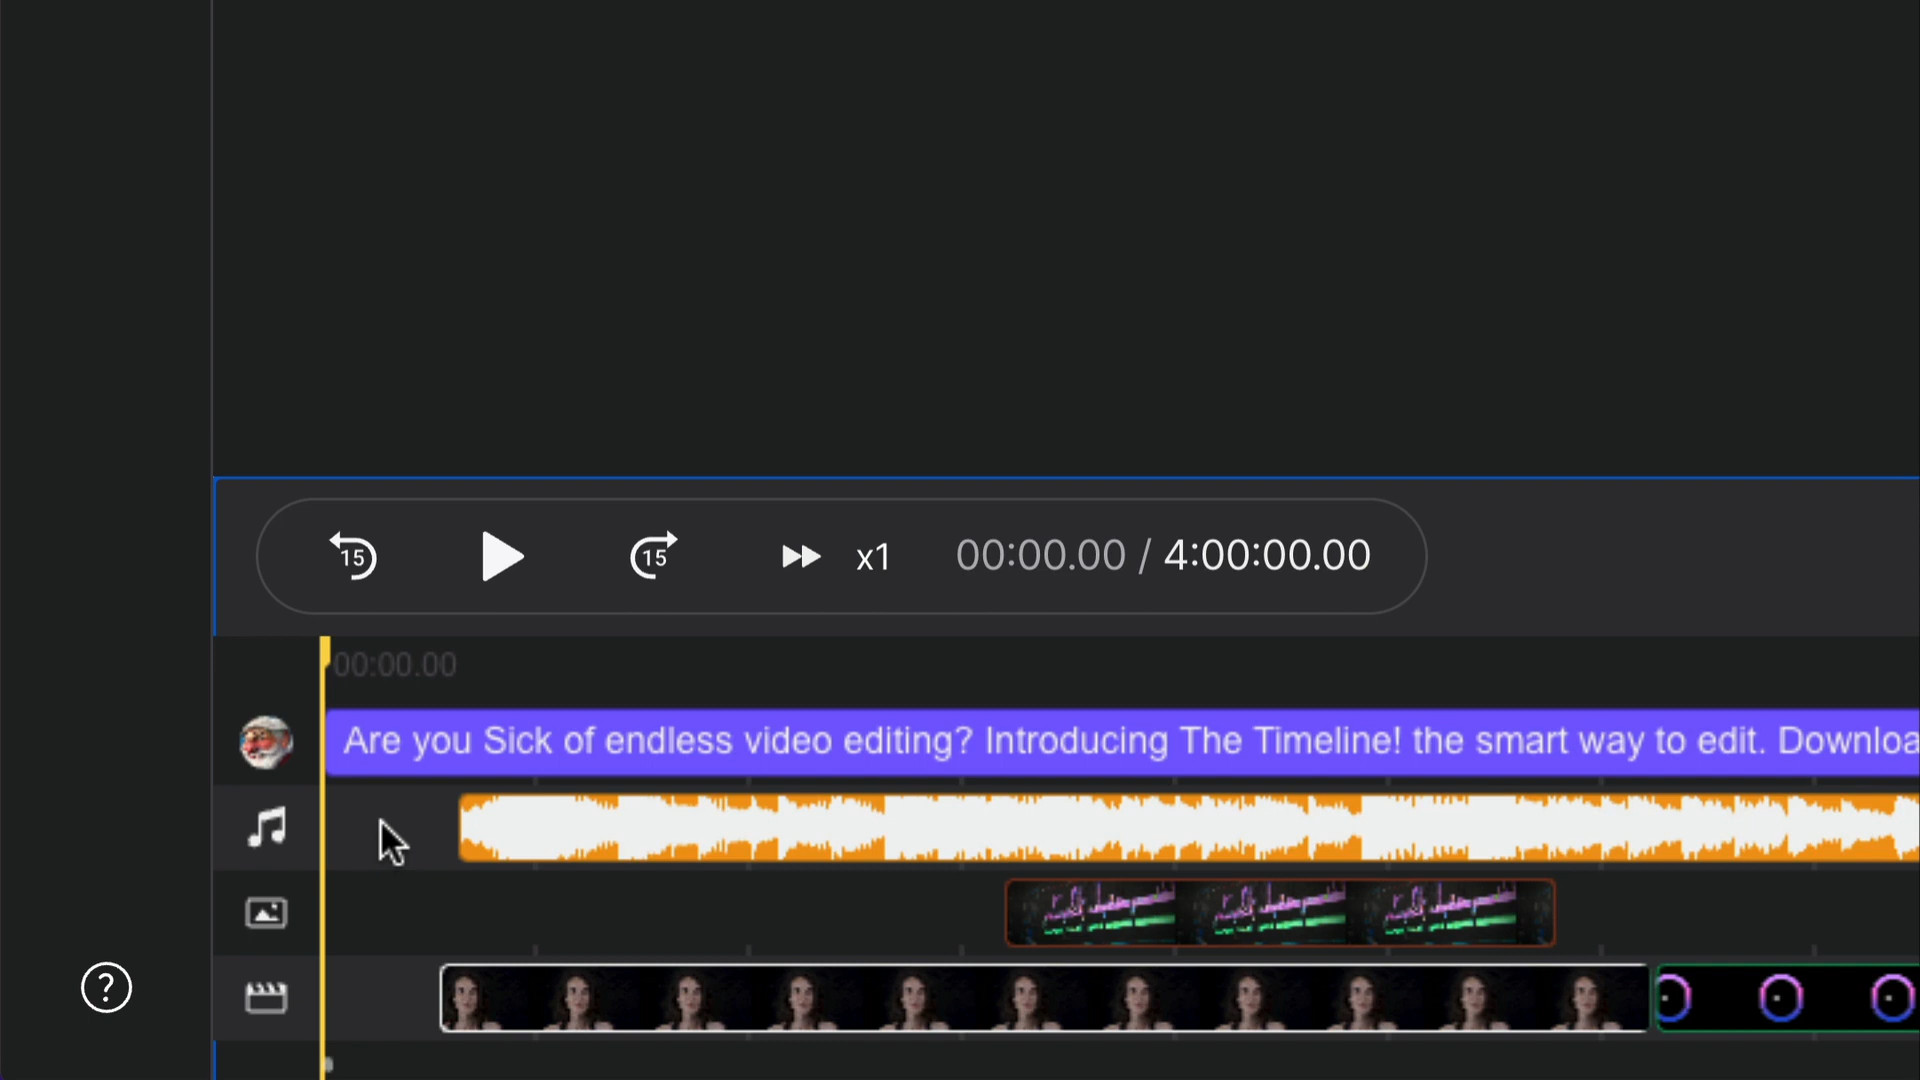 15 15 x1 00:00.00 / 4:00:00.00
00:00.00
Are you Sick of endless video editing? Introducing The Timeline! the smart way to edit. Downloa
?